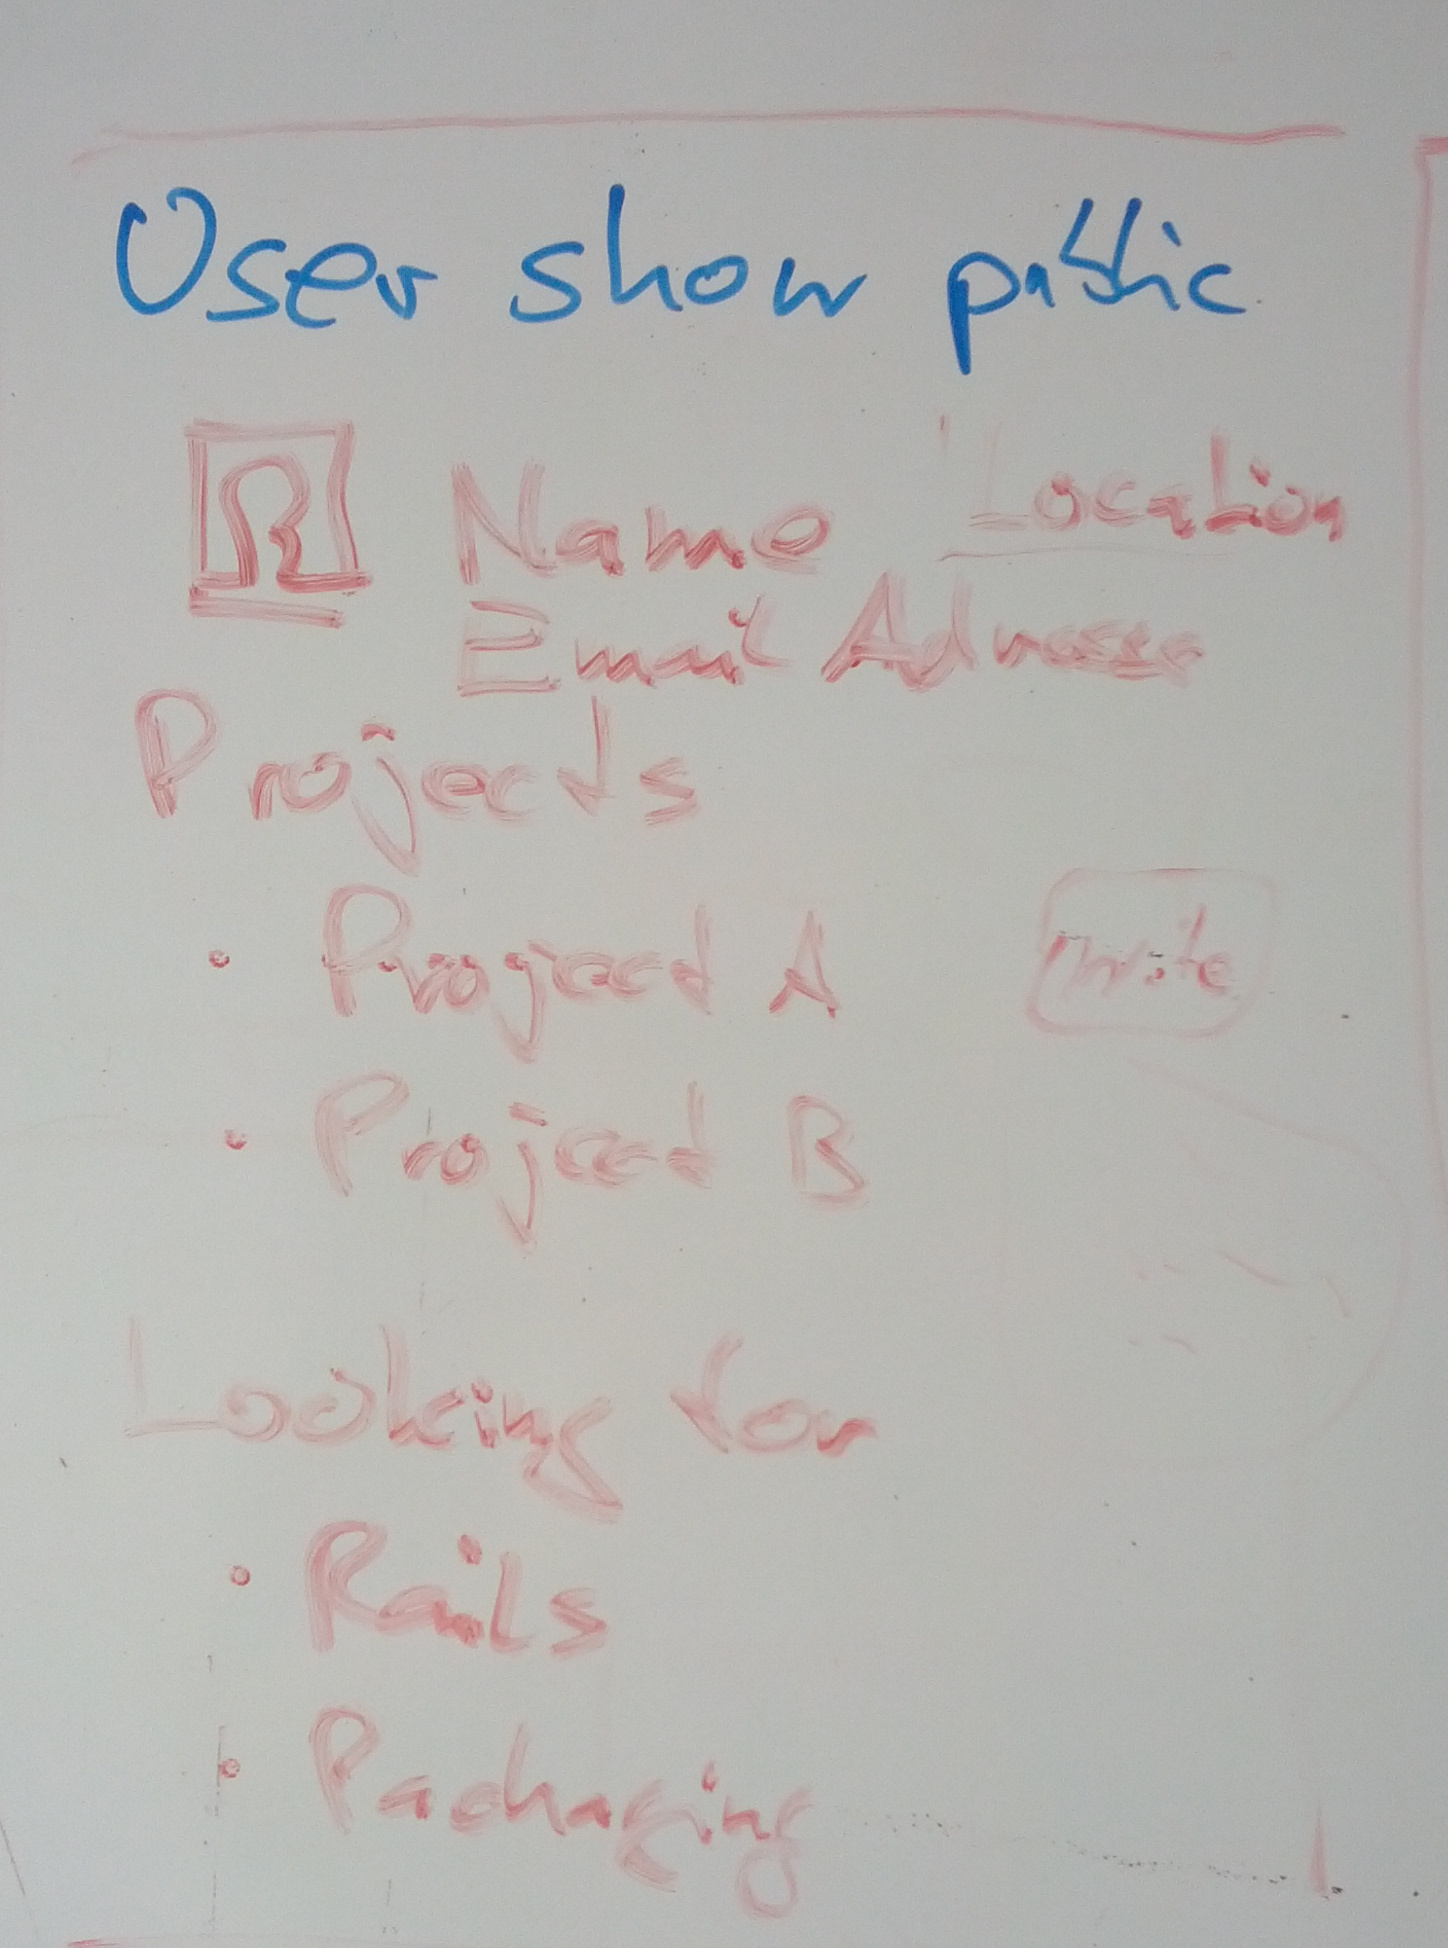 User show public
Name Location
Email Adresse
Projects
• Project A invite
• Project B
Looking for
• Rails
• Packaging